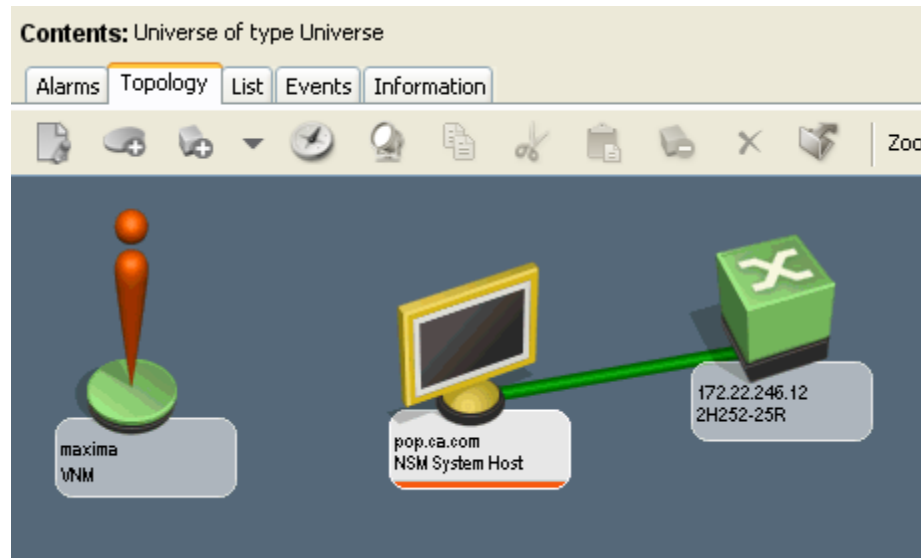 Contents: Universe of type Universe
Alarms Topology List Events Information
Zoo
maxima
VNM
pop.ca.com
NSM System Host
172.22.246.12
2H252-25R